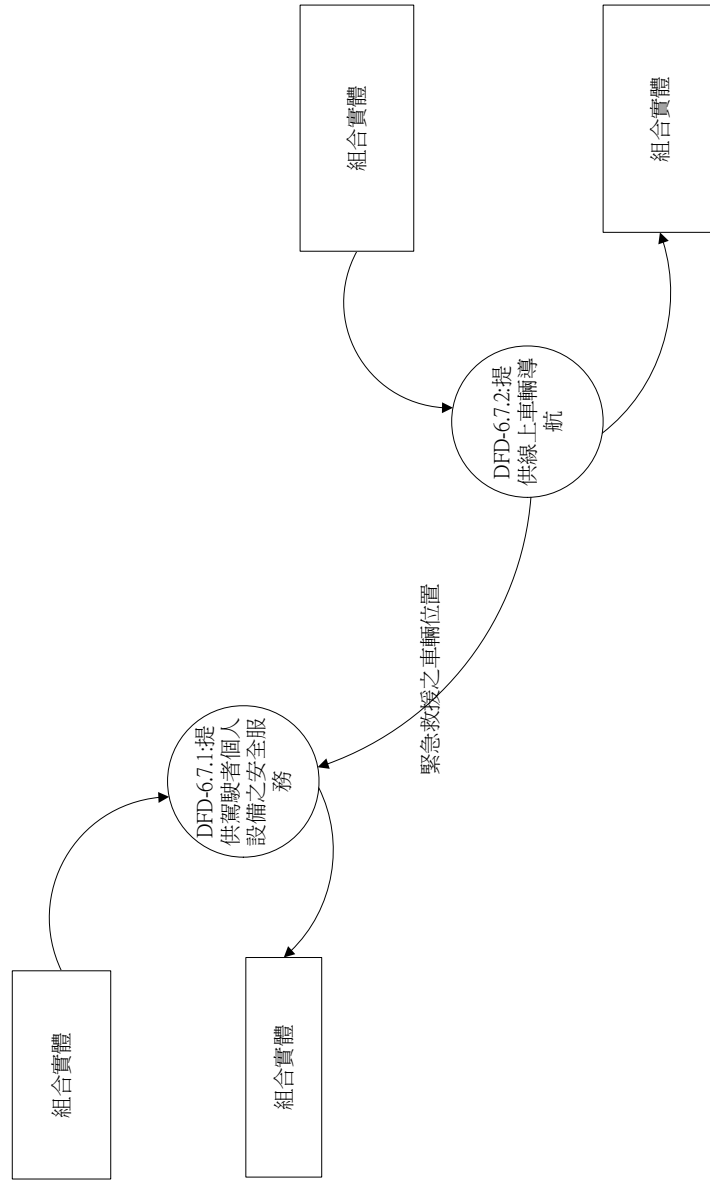 組合實體
DFD-6.7.1:提
供駕駛者個人
設備之安全服
務
組合實體
組合實體
緊急救援之車輛位置
DFD-6.7.2:提
供線上車輛導
航
組合實體